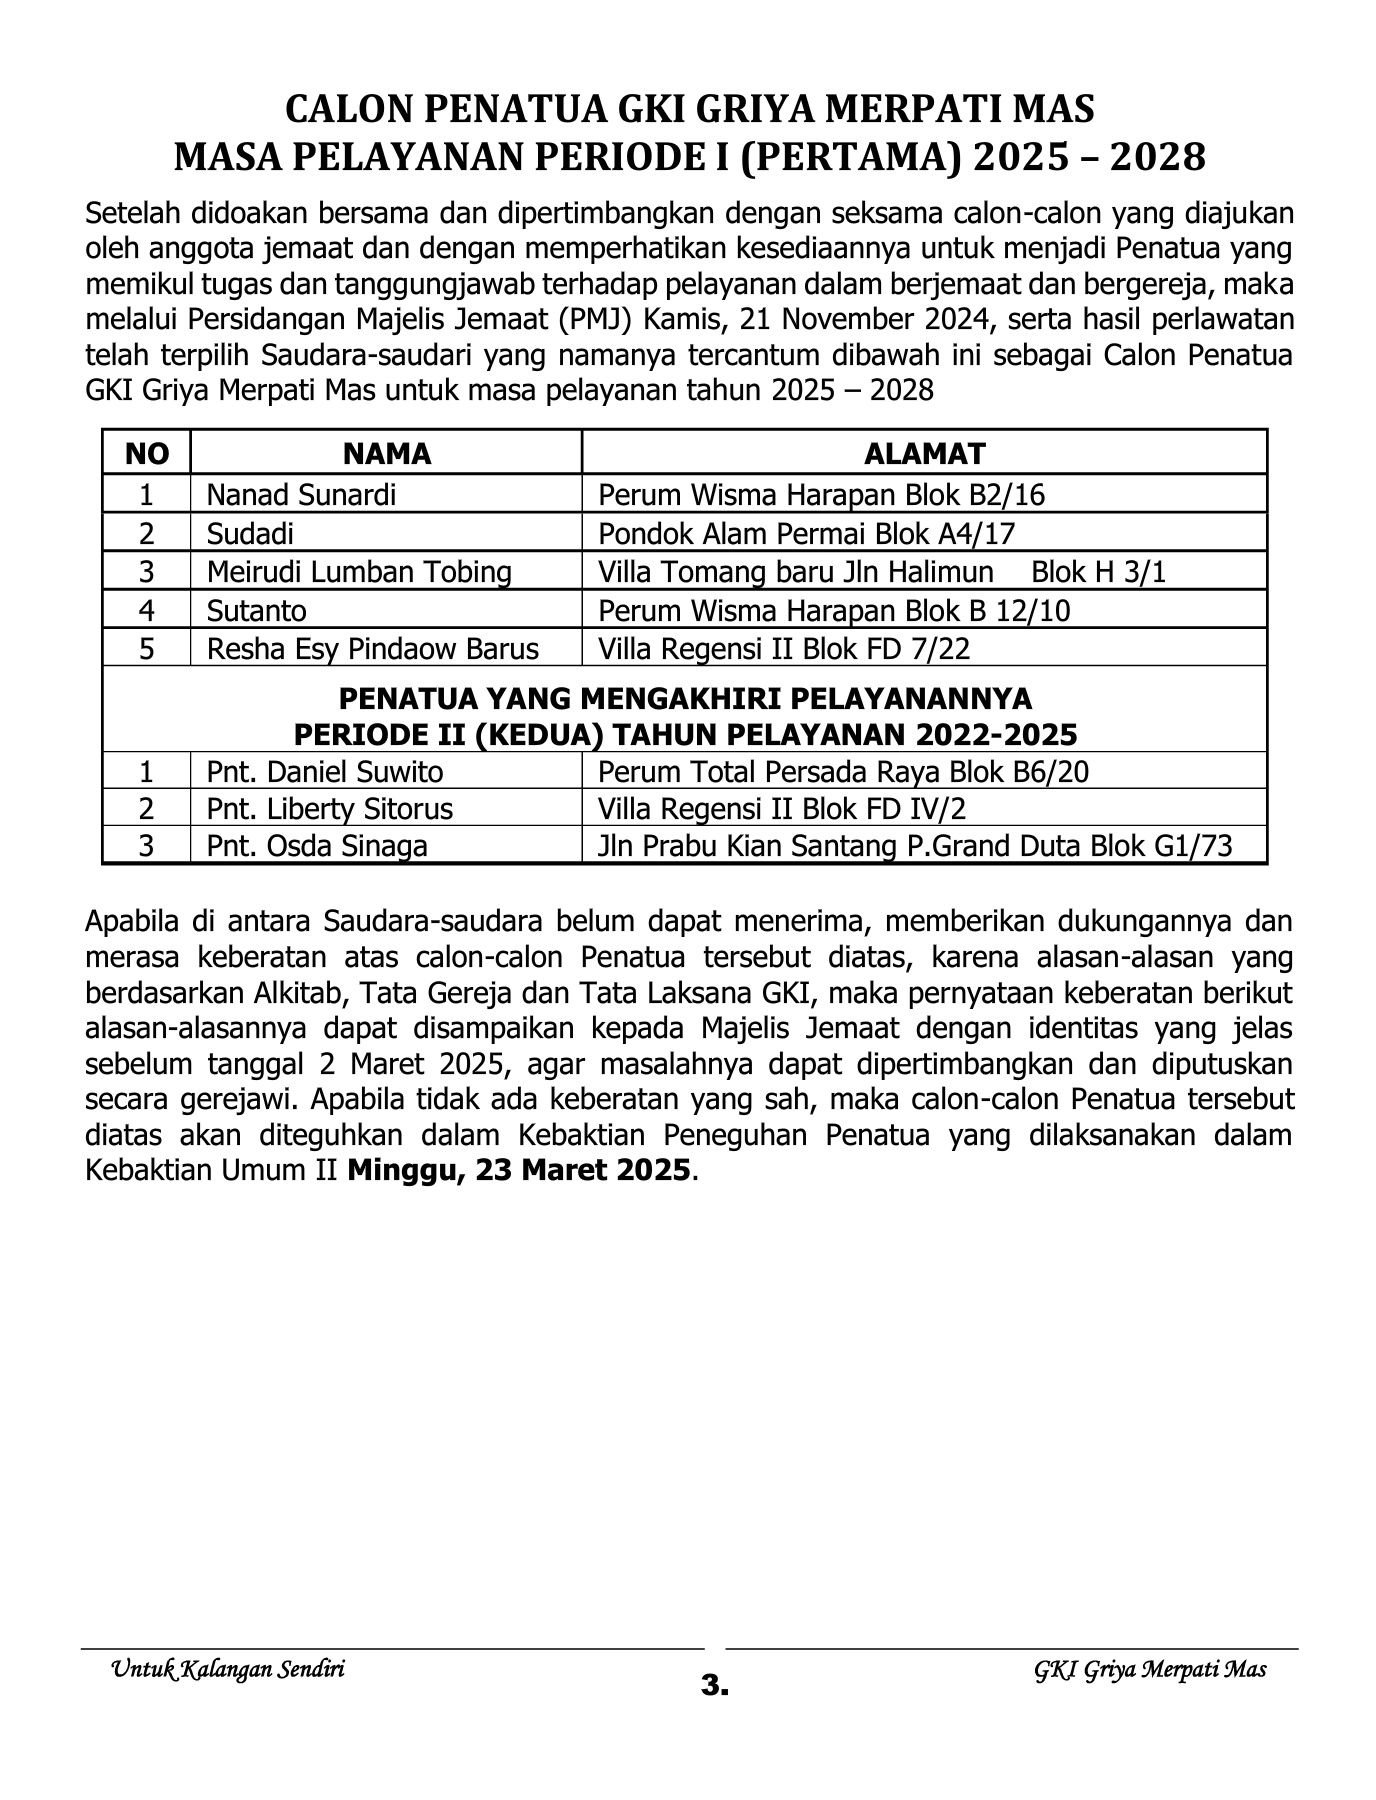 CALON PENATUA GKI GRIYA MERPATI MAS
MASA PELAYANAN PERIODE I (PERTAMA) 2025 – 2028
Setelah didoakan bersama dan dipertimbangkan dengan seksama calon-calon yang diajukan
oleh anggota jemaat dan dengan memperhatikan kesediaannya untuk menjadi Penatua yang
memikul tugas dan tanggungjawab terhadap pelayanan dalam berjemaat dan bergereja, maka
melalui Persidangan Majelis Jemaat (PMJ) Kamis, 21 November 2024, serta hasil perlawatan
telah terpilih Saudara-saudari yang namanya tercantum dibawah ini sebagai Calon Penatua
GKI Griya Merpati Mas untuk masa pelayanan tahun 2025 – 2028
NO NAMA ALAMAT
1 Nanad Sunardi Perum Wisma Harapan Blok B2/16
2 Sudadi Pondok Alam Permai Blok A4/17
3 Meirudi Lumban Tobing Villa Tomang baru Jln Halimun Blok H 3/1
4 Sutanto Perum Wisma Harapan Blok B 12/10
5 Resha Esy Pindaow Barus Villa Regensi II Blok FD 7/22
PENATUA YANG MENGAKHIRI PELAYANANNYA
PERIODE II (KEDUA) TAHUN PELAYANAN 2022-2025
1 Pnt. Daniel Suwito Perum Total Persada Raya Blok B6/20
2 Pnt. Liberty Sitorus Villa Regensi II Blok FD IV/2
3 Pnt. Osda Sinaga Jln Prabu Kian Santang P.Grand Duta Blok G1/73
Apabila di antara Saudara-saudara belum dapat menerima, memberikan dukungannya dan
merasa keberatan atas calon-calon Penatua tersebut diatas, karena alasan-alasan yang
berdasarkan Alkitab, Tata Gereja dan Tata Laksana GKI, maka pernyataan keberatan berikut
alasan-alasannya dapat disampaikan kepada Majelis Jemaat dengan identitas yang jelas
sebelum tanggal 2 Maret 2025, agar masalahnya dapat dipertimbangkan dan diputuskan
secara gerejawi. Apabila tidak ada keberatan yang sah, maka calon-calon Penatua tersebut
diatas akan diteguhkan dalam Kebaktian Peneguhan Penatua yang dilaksanakan dalam
Kebaktian Umum II Minggu, 23 Maret 2025.
Untuk Kalangan Sendiri
3.
GKI Griya Merpati Mas